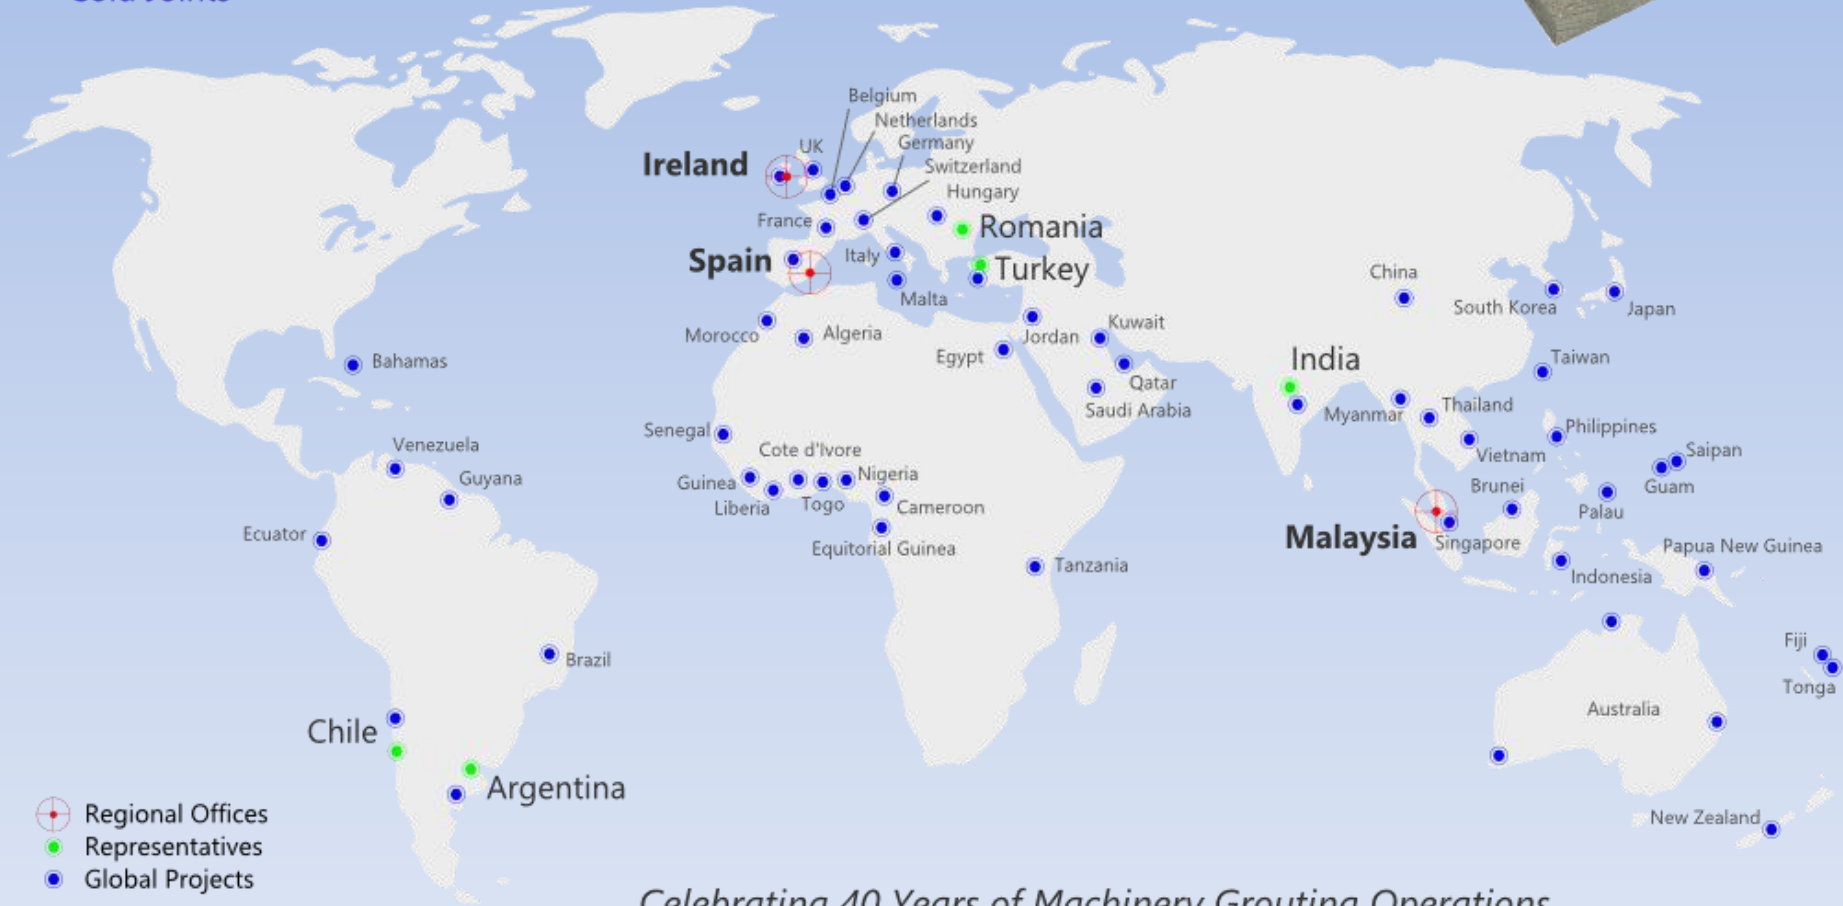 Cold Joints
Belgium
Netherlands
UK
Germany
Ireland
Switzerland
Hungary
France
Romania
Spain
Italy
Turkey
China
Malta
South Korea
Japan
Morocco
Algeria
Kuwait
Jordan
Egypt
India
Taiwan
Bahamas
Qatar
Saudi Arabia
Myanmar
Thailand
Senegal
Philippines
Venezuela
Cote d'Ivore
Vietnam
Saipan
Guyana
Guinea
Nigeria
Brunei
Guam
Liberia
Togo
Cameroon
Palau
Ecuador
Malaysia
Singapore
Equitorial Guinea
Papua New Guinea
Tanzania
Indonesia
Fiji
Brazil
Tonga
Australia
Chile
Argentina
Regional Offices
New Zealand
Representatives
Global Projects
Celebrating 40 Years of Machinery Grouting Operations